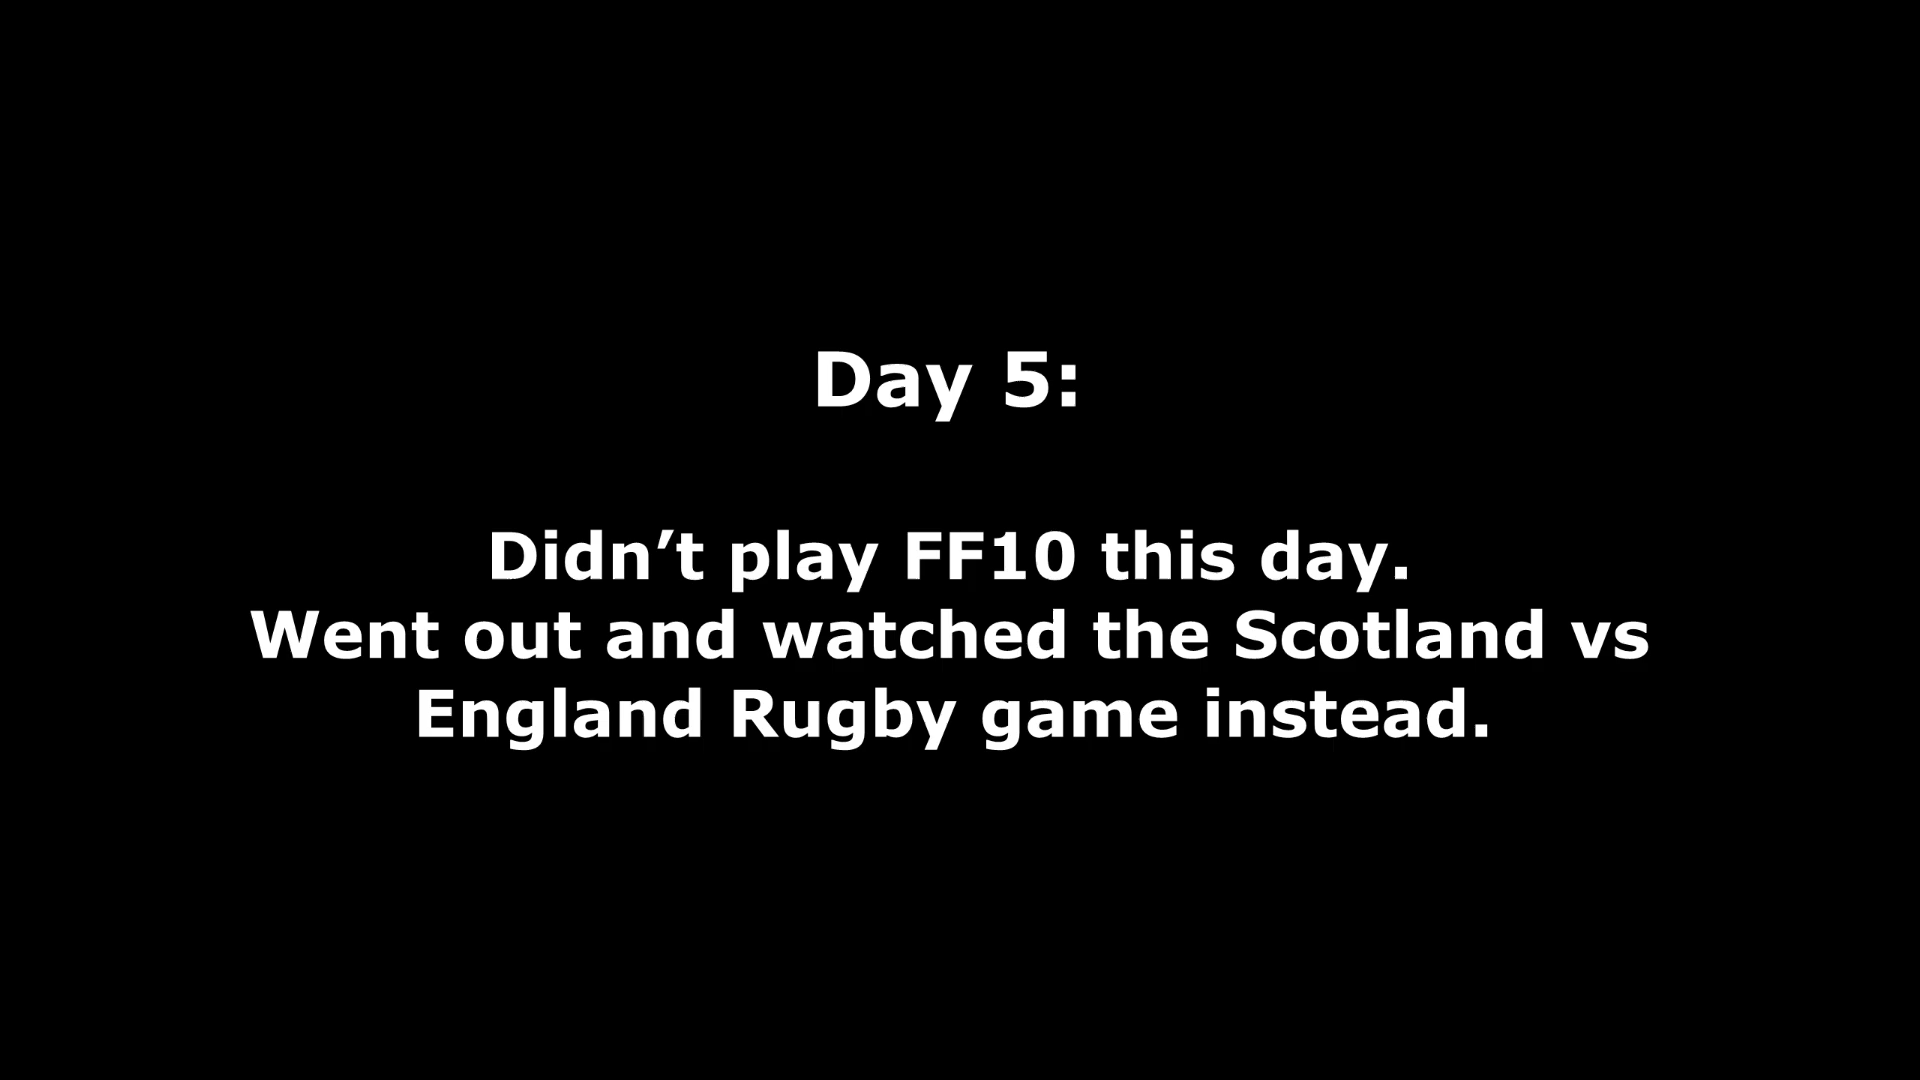 Day 5:
Didn’t play FF10 this day.
Went out and watched the Scotland vs
England Rugby game instead.